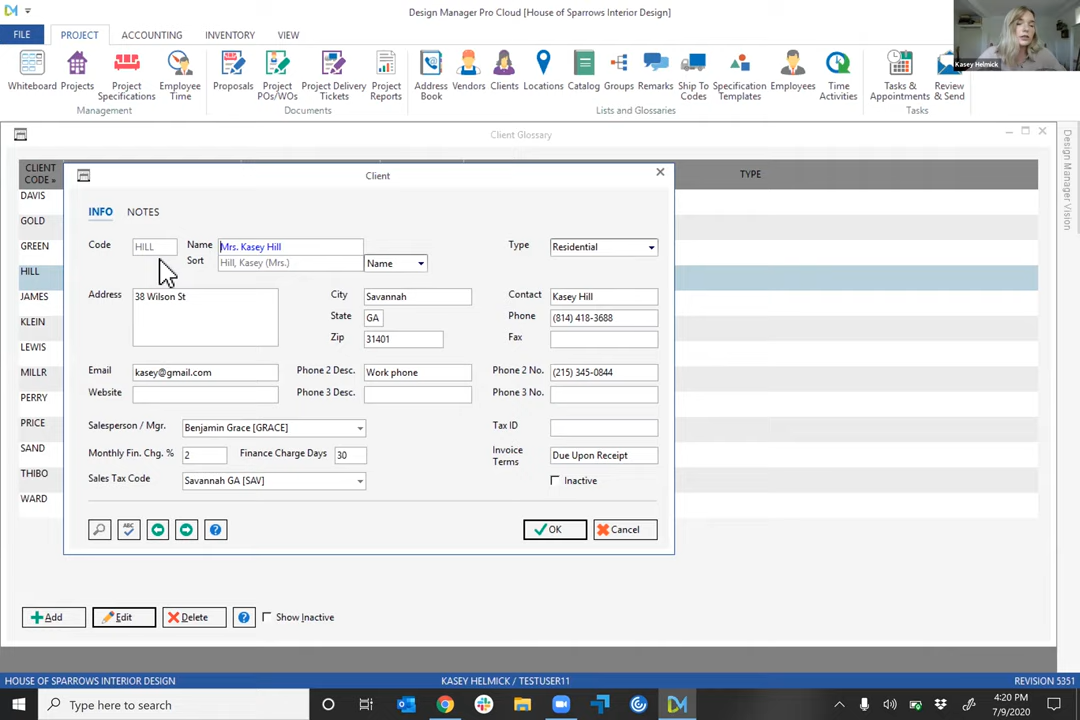 Design Manager Pro Cloud [House of Sparrows Interior Design]
FILE PROJECT ACCOUNTING INVENTORY VIEW
Whiteboard Projects Project Specifications Employee Time Proposals Project POs/WOs Project Delivery Tickets Project Reports Address Book Vendors Clients Locations Catalog Groups Remarks Ship To Codes Specification Templates Employees Time Activities Tasks & Appointments Review & Send
Management Documents Lists and Glossaries Tasks
Kasey Helmick
Client Glossary
Design Manager Vision
CLIENT CODE » TYPE
DAVIS
GOLD
GREEN
HILL
JAMES
KLEIN
LEWIS
MILLR
PERRY
PRICE
SAND
THIBO
WARD
Client
INFO NOTES
Code HILL Name Mrs. Kasey Hill Type Residential
Sort Hill, Kasey (Mrs.) Name
Address 38 Wilson St City Savannah Contact Kasey Hill
State GA Phone (814) 418-3688
Zip 31401 Fax
Email kasey@gmail.com Phone 2 Desc. Work phone Phone 2 No. (215) 345-0844
Website Phone 3 Desc. Phone 3 No.
Salesperson / Mgr. Benjamin Grace [GRACE] Tax ID
Monthly Fin. Chg. % 2 Finance Charge Days 30 Invoice Terms Due Upon Receipt
Sales Tax Code Savannah GA [SAV] Inactive
ABC ? OK Cancel
Add Edit Delete ? Show Inactive
HOUSE OF SPARROWS INTERIOR DESIGN KASEY HELMICK / TESTUSER11 REVISION 5351
Type here to search 4:20 PM
7/9/2020